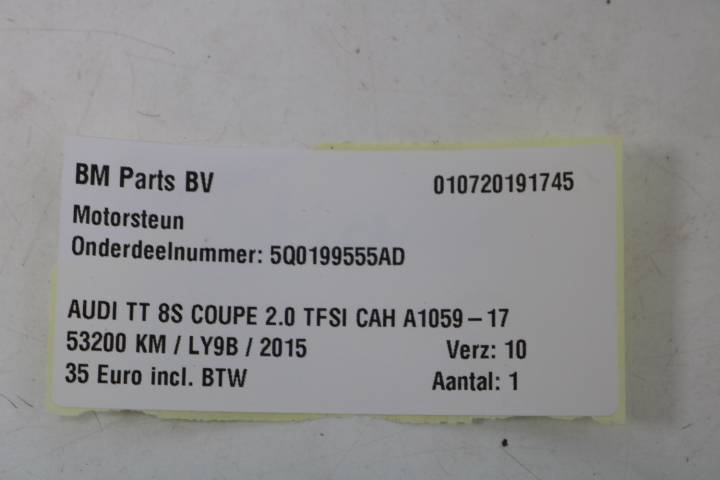 BM Parts BV 010720191745
Motorsteun
Onderdeelnummer: 5Q0199555AD
AUDI TT 8S COUPE 2.0 TFSI CAH A1059-17
53200 KM / LY9B / 2015 Verz: 10
35 Euro incl. BTW Aantal: 1